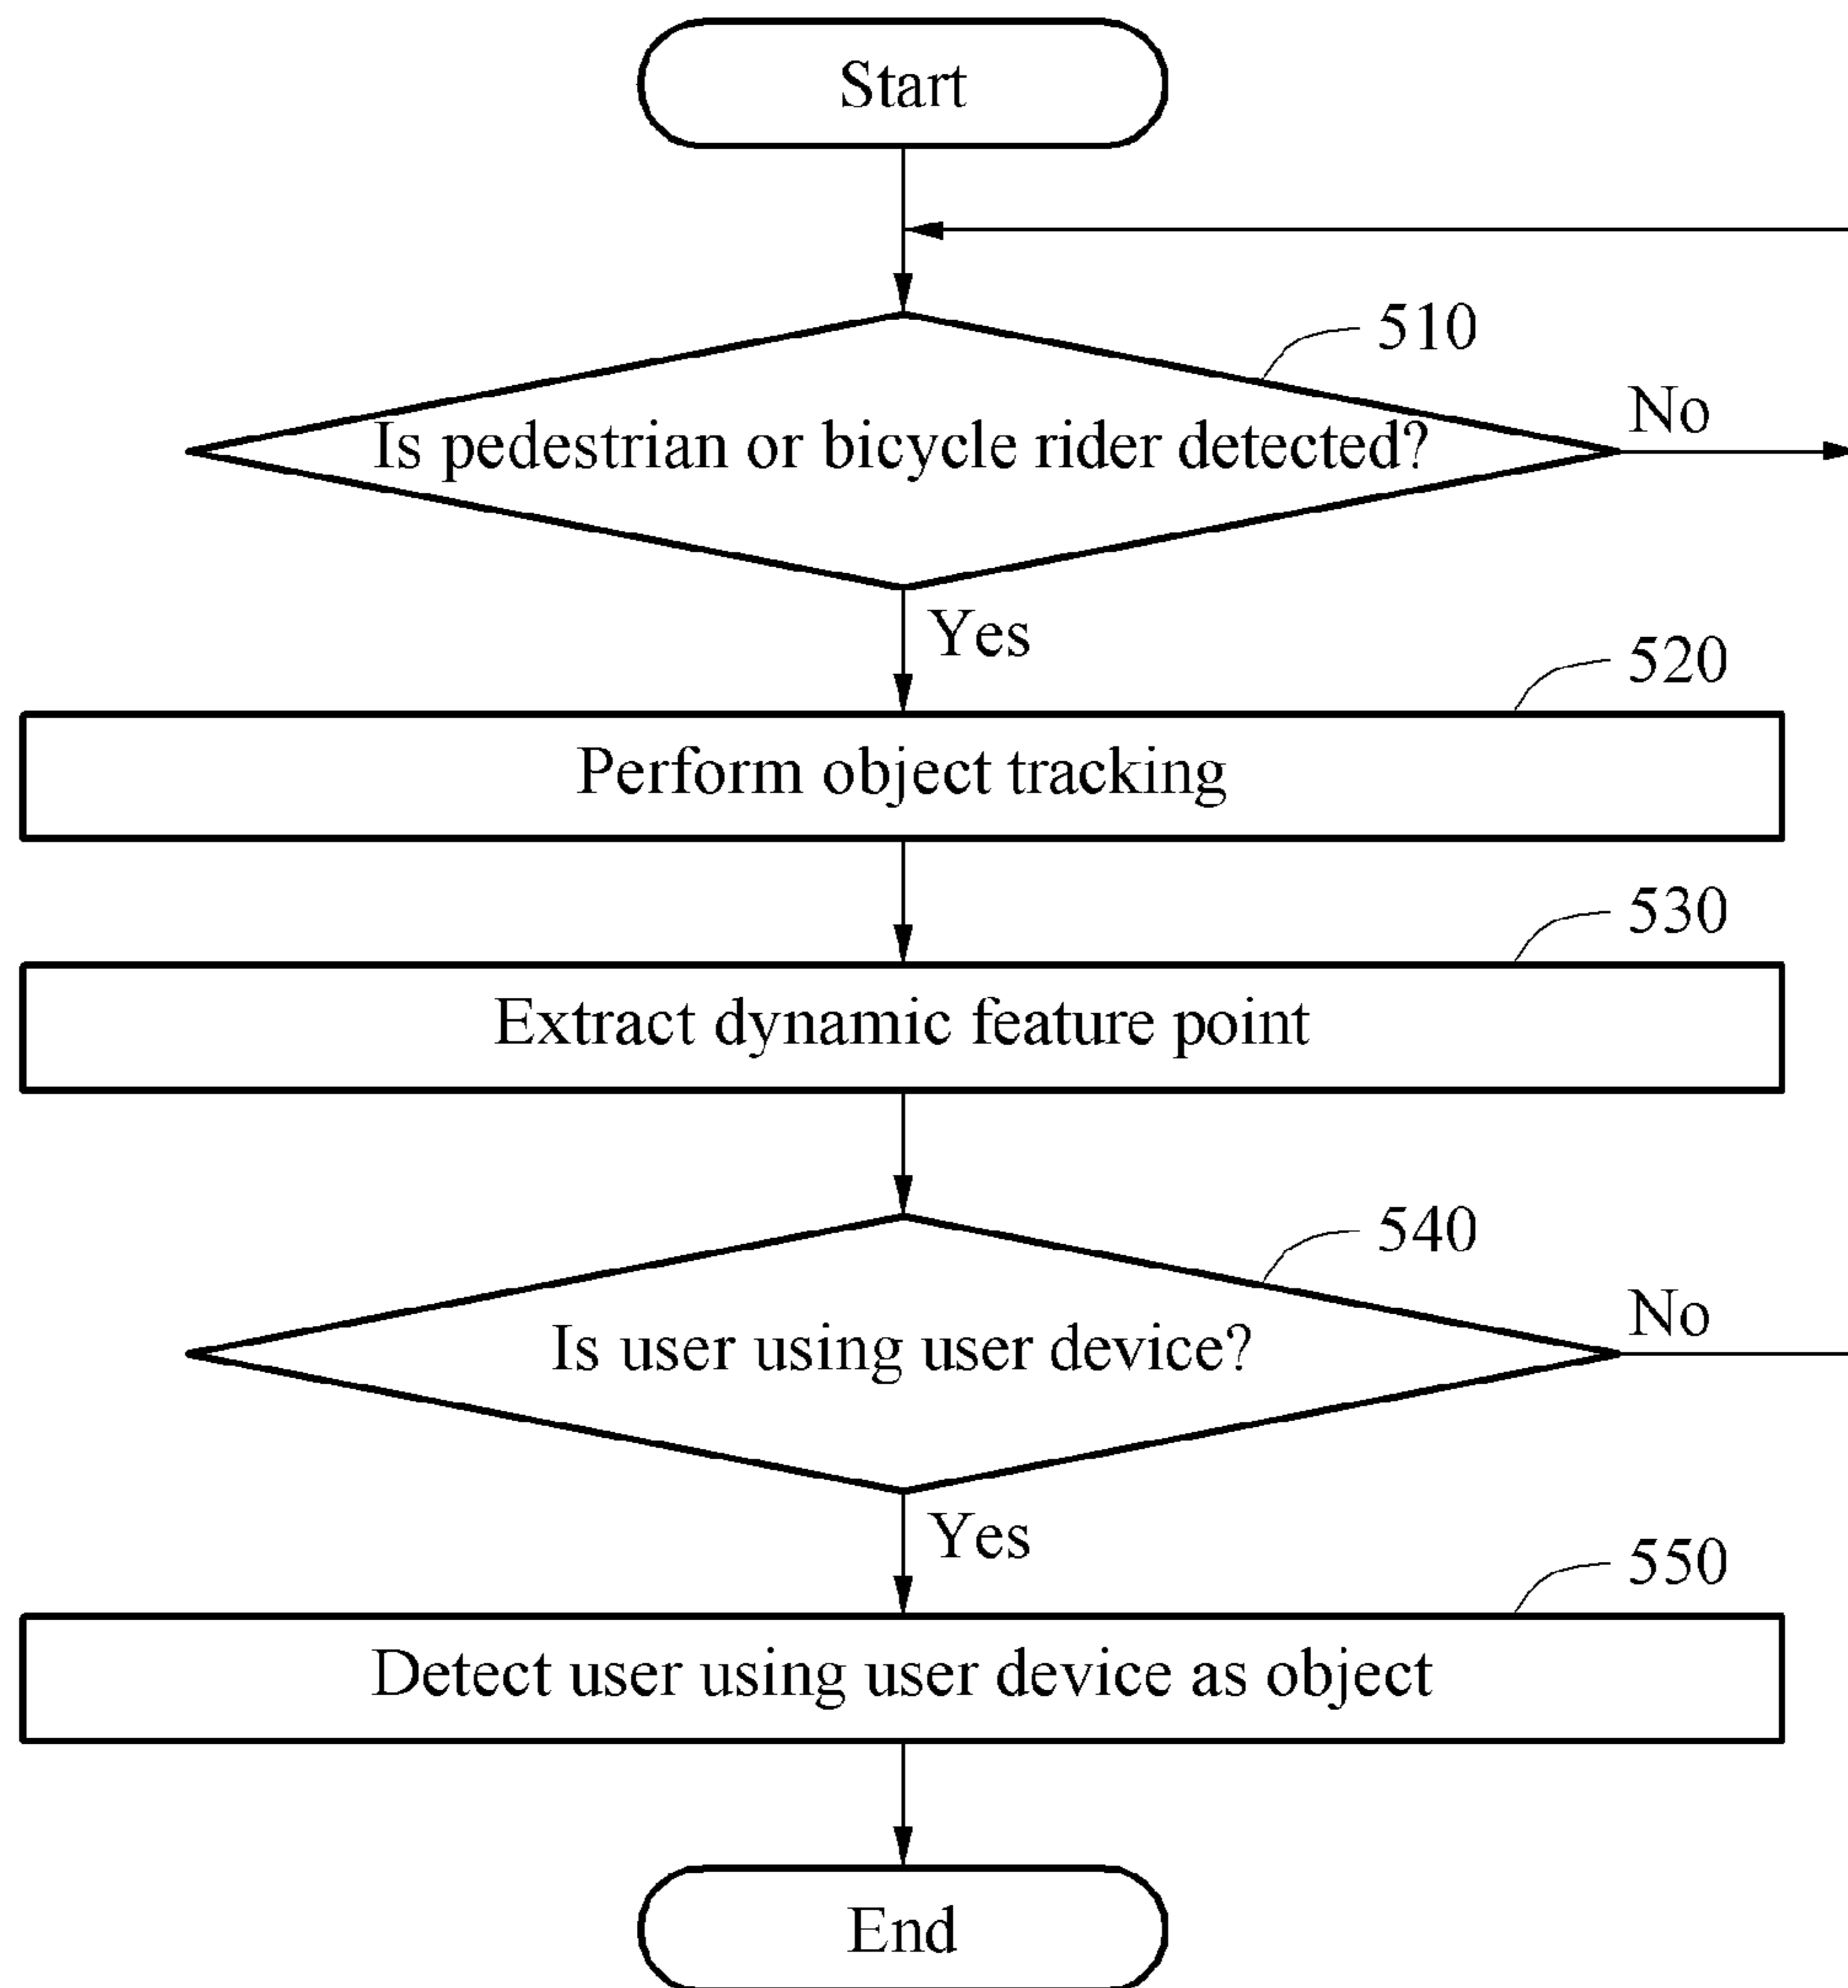 Start
510
Is pedestrian or bicycle rider detected?
No
Yes
520
Perform object tracking
530
Extract dynamic feature point
540
Is user using user device?
No
Yes
550
Detect user using user device as object
End